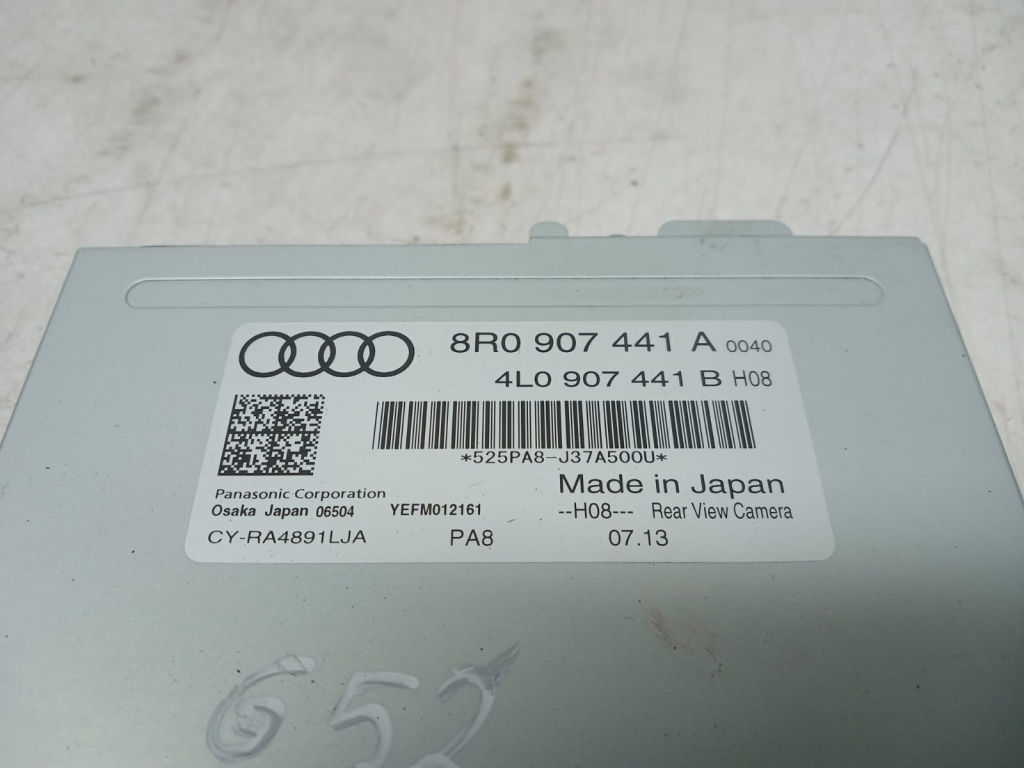 8R0 907 441 A 0040
4L0 907 441 B H08
*525PA8-J37A500U*
Made in Japan
Panasonic Corporation
Osaka Japan 06504 YEFM012161 --H08--- Rear View Camera
CY-RA4891LJA PA8 07.13
652